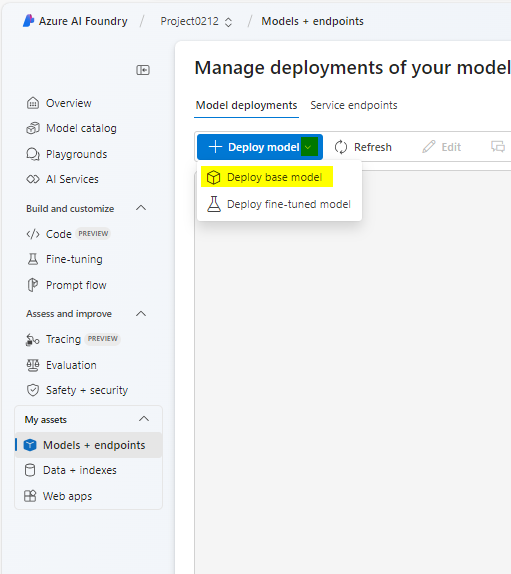 Azure AI Foundry / Project0212 / Models + endpoints
Manage deployments of your model
Overview
Model catalog
Playgrounds
AI Services
Build and customize
Code PREVIEW
Fine-tuning
Prompt flow
Assess and improve
Tracing PREVIEW
Evaluation
Safety + security
My assets
Models + endpoints
Data + indexes
Web apps
Model deployments Service endpoints
Deploy model Refresh Edit
Deploy base model
Deploy fine-tuned model